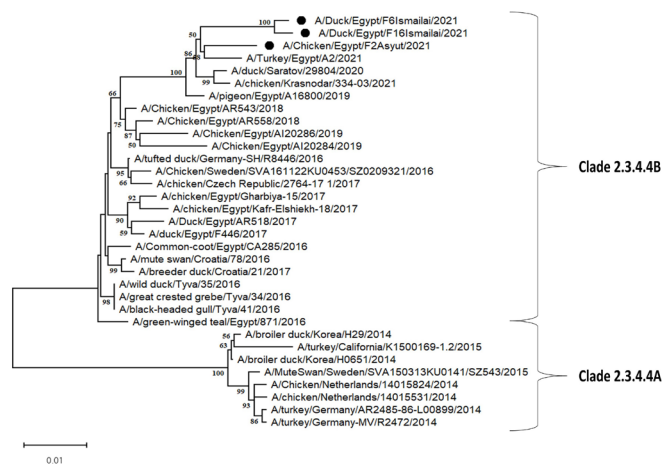 A/Duck/Egypt/F6Ismailai/2021
100
A/Duck/Egypt/F16Ismailai/2021
50
A/Chicken/Egypt/F2Asyut/2021
86
A/Turkey/Egypt/A2/2021
A/duck/Saratov/29804/2020
100
99
A/chicken/Krasnodar/334-03/2021
A/pigeon/Egypt/A16800/2019
66
A/Chicken/Egypt/AR543/2018
75
A/Chicken/Egypt/AR558/2018
87
A/Chicken/Egypt/AI20286/2019
50
A/Chicken/Egypt/AI20284/2019
A/tufted duck/Germany-SH/R8446/2016
95
A/Chicken/Sweden/SVA161122KU0453/SZ0209321/2016
66
A/chicken/Czech Republic/2764-17 1/2017
Clade 2.3.4.4B
92
A/chicken/Egypt/Gharbiya-15/2017
A/chicken/Egypt/Kafr-Elshiekh-18/2017
90
A/Duck/Egypt/AR518/2017
59
A/duck/Egypt/F446/2017
A/Common-coot/Egypt/CA285/2016
A/mute swan/Croatia/78/2016
99
A/breeder duck/Croatia/21/2017
A/wild duck/Tyva/35/2016
A/great crested grebe/Tyva/34/2016
98
A/black-headed gull/Tyva/41/2016
A/green-winged teal/Egypt/871/2016
56
A/broiler duck/Korea/H29/2014
63
A/turkey/California/K1500169-1.2/2015
A/broiler duck/Korea/H0651/2014
100
A/MuteSwan/Sweden/SVA150313KU0141/SZ543/2015
Clade 2.3.4.4A
99
A/Chicken/Netherlands/14015824/2014
93
A/chicken/Netherlands/14015531/2014
A/turkey/Germany/AR2485-86-L00899/2014
86
A/turkey/Germany-MV/R2472/2014
0.01